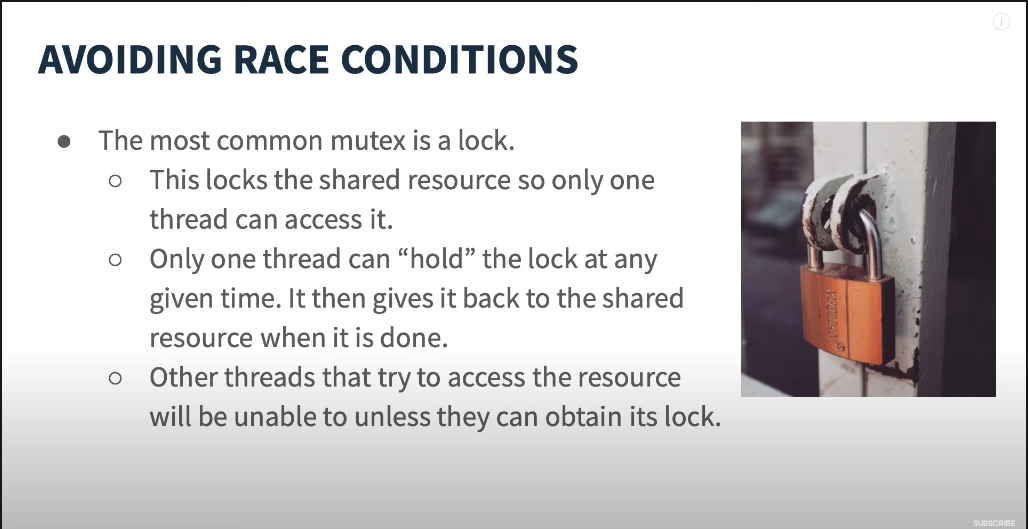 AVOIDING RACE CONDITIONS
● The most common mutex is a lock.
○ This locks the shared resource so only one
thread can access it.
○ Only one thread can “hold” the lock at any
given time. It then gives it back to the shared
resource when it is done.
○ Other threads that try to access the resource
will be unable to unless they can obtain its lock.
SUBSCRIBE